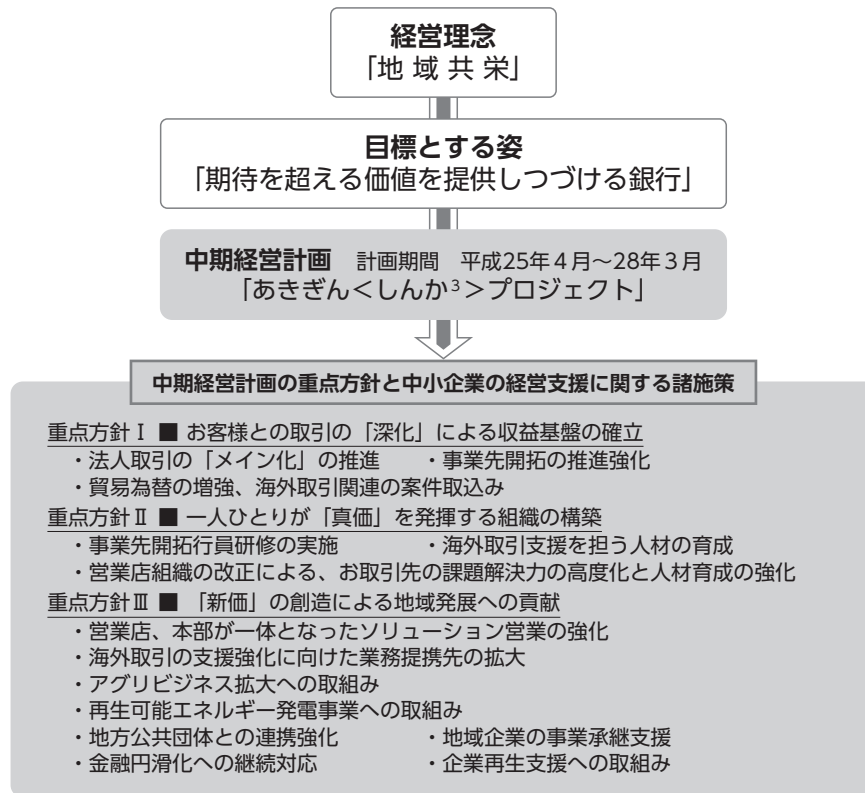 経営理念
「地 域 共 栄」
目標とする姿
「期待を超える価値を提供しつづける銀行」
中期経営計画　計画期間　平成25年４月～28年３月
「あきぎん＜しんか³＞プロジェクト」
中期経営計画の重点方針と中小企業の経営支援に関する諸施策
重点方針Ⅰ ■ お客様との取引の「深化」による収益基盤の確立
・法人取引の「メイン化」の推進　　・事業先開拓の推進強化
・貿易為替の増強、海外取引関連の案件取込み
重点方針Ⅱ ■ 一人ひとりが「真価」を発揮する組織の構築
・事業先開拓行員研修の実施　　・海外取引支援を担う人材の育成
・営業店組織の改正による、お取引先の課題解決力の高度化と人材育成の強化
重点方針Ⅲ ■ 「新価」の創造による地域発展への貢献
・営業店、本部が一体となったソリューション営業の強化
・海外取引の支援強化に向けた業務提携先の拡大
・アグリビジネス拡大への取組み
・再生可能エネルギー発電事業への取組み
・地方公共団体との連携強化　　・地域企業の事業承継支援
・金融円滑化への継続対応　　・企業再生支援への取組み